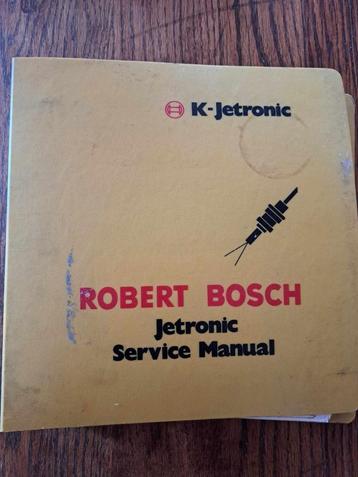 K-Jetronic
ROBERT BOSCH
Jetronic
Service Manual